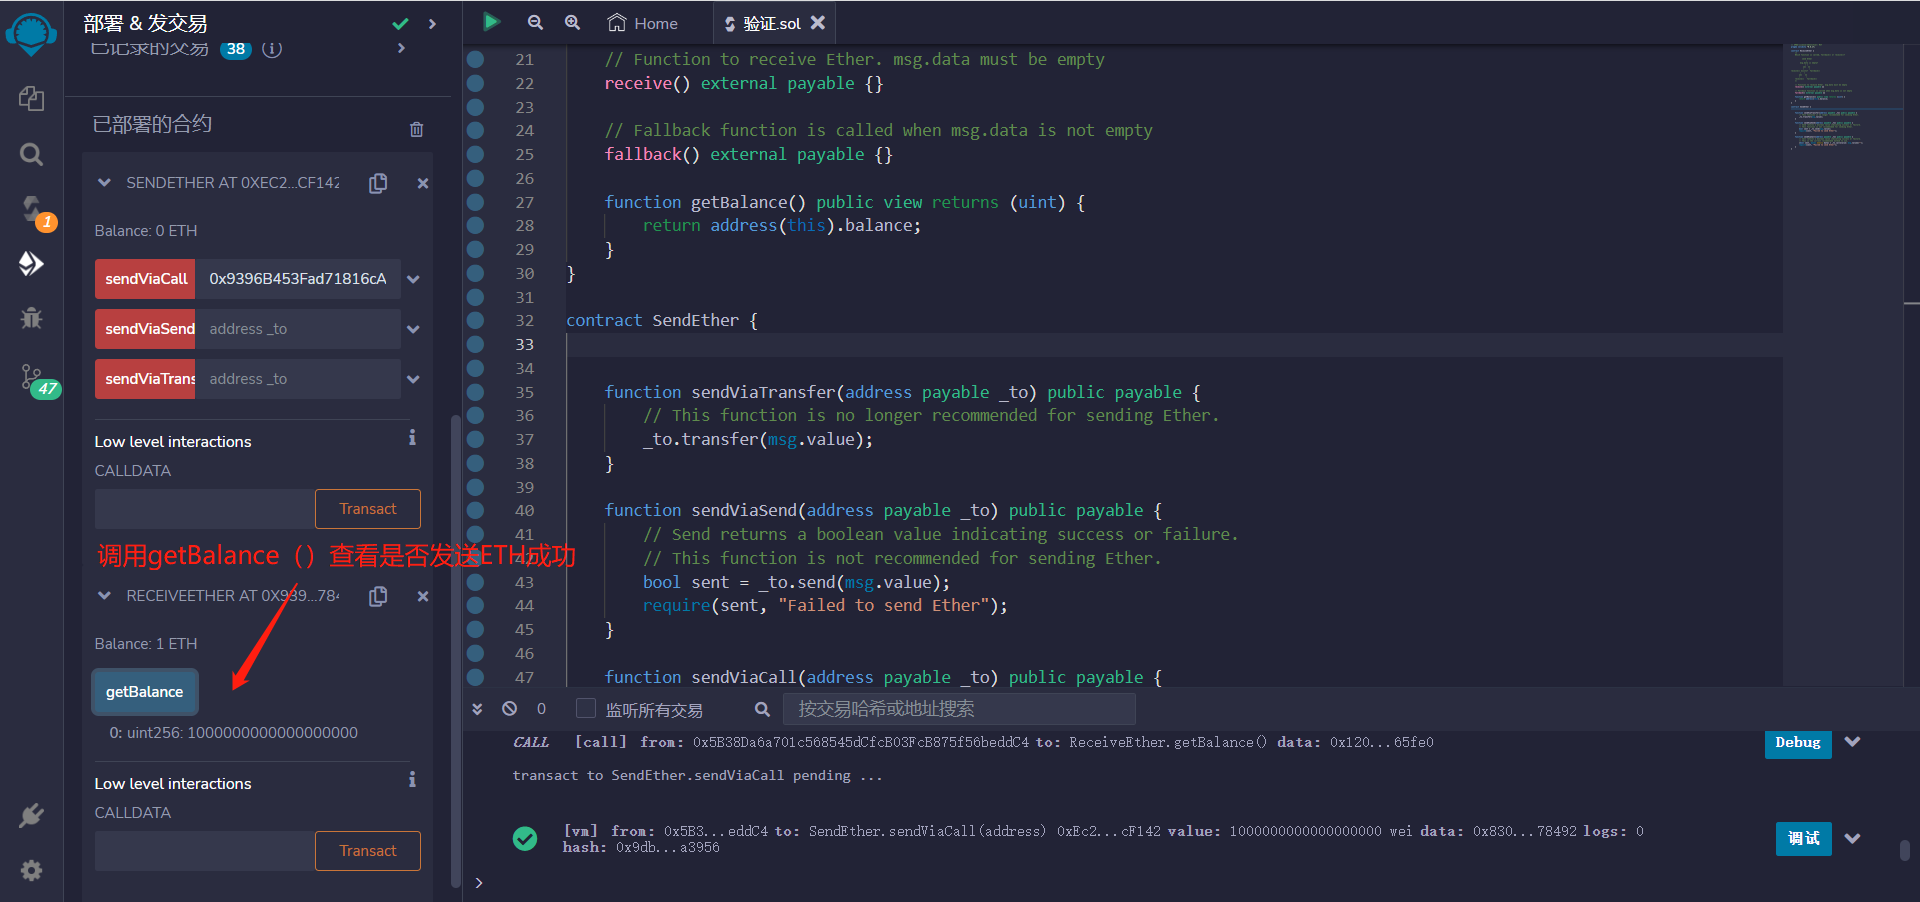 部署 & 发交易
已记录的交易 38
已部署的合约
SENDETHER AT 0XEC2...CF142
Balance: 0 ETH
sendViaCall 0x9396B453Fad71816cA
sendViaSend address _to
sendViaTrans address _to
Low level interactions
CALLDATA
Transact
调用getBalance（）查看是否发送ETH成功
RECEIVEETHER AT 0X939...784
Balance: 1 ETH
getBalance
0: uint256: 1000000000000000000
Low level interactions
CALLDATA
Transact
1
47
Home
验证.sol
21 // Function to receive Ether. msg.data must be empty
22 receive() external payable {}
23
24 // Fallback function is called when msg.data is not empty
25 fallback() external payable {}
26
27 function getBalance() public view returns (uint) {
28 return address(this).balance;
29 }
30 }
31
32 contract SendEther {
33
34
35 function sendViaTransfer(address payable _to) public payable {
36 // This function is no longer recommended for sending Ether.
37 _to.transfer(msg.value);
38 }
39
40 function sendViaSend(address payable _to) public payable {
41 // Send returns a boolean value indicating success or failure.
42 // This function is not recommended for sending Ether.
43 bool sent = _to.send(msg.value);
44 require(sent, "Failed to send Ether");
45 }
46
47 function sendViaCall(address payable _to) public payable {
0 监听所有交易 按交易哈希或地址搜索
CALL [call] from: 0x5B38Da6a701c568545dCfcB03FcB875f56beddC4 to: ReceiveEther.getBalance() data: 0x120...65fe0 Debug
transact to SendEther.sendViaCall pending ...
[vm] from: 0x5B3...eddC4 to: SendEther.sendViaCall(address) 0xEc2...cF142 value: 1000000000000000000 wei data: 0x830...78492 logs: 0
hash: 0x9db...a3956
调试
>